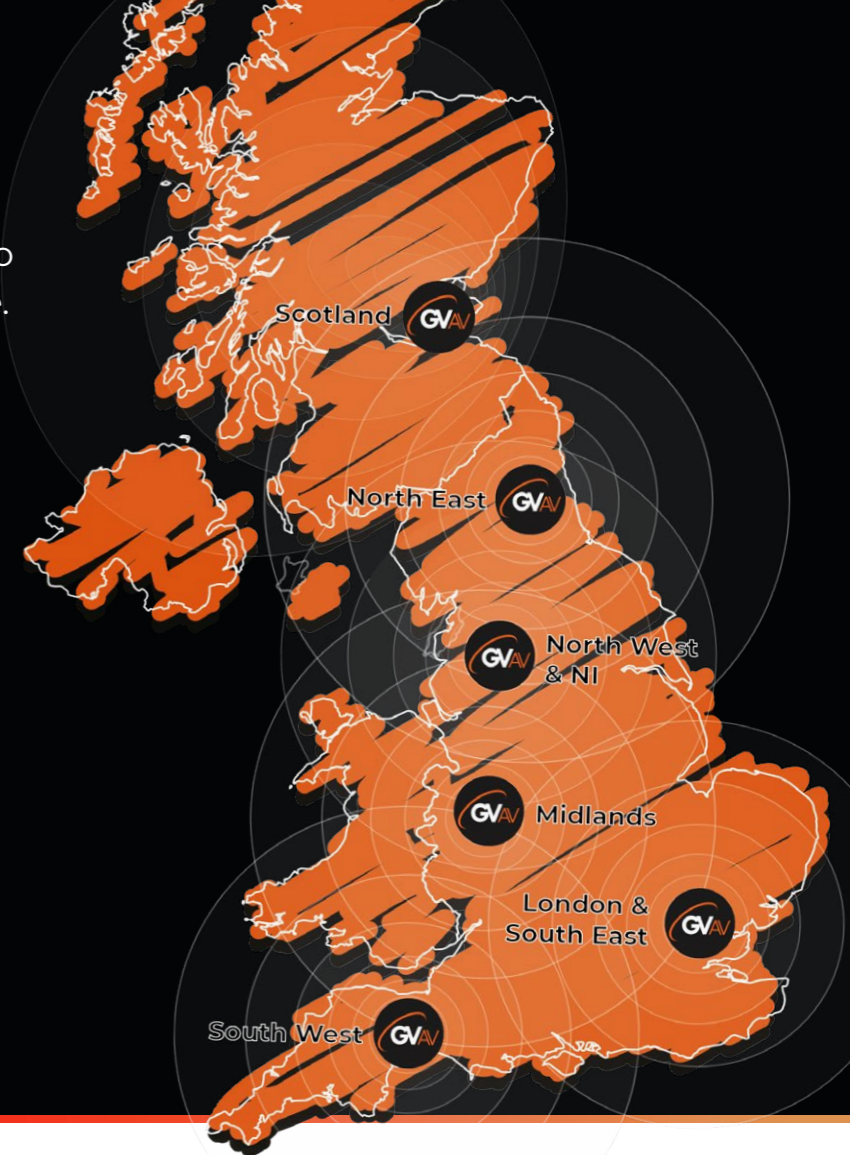 o
.
Scotland
GVAV
North East
GVAV
GVAV
North West
& NI
GVAV
Midlands
London &
South East
GVAV
South West
GVAV